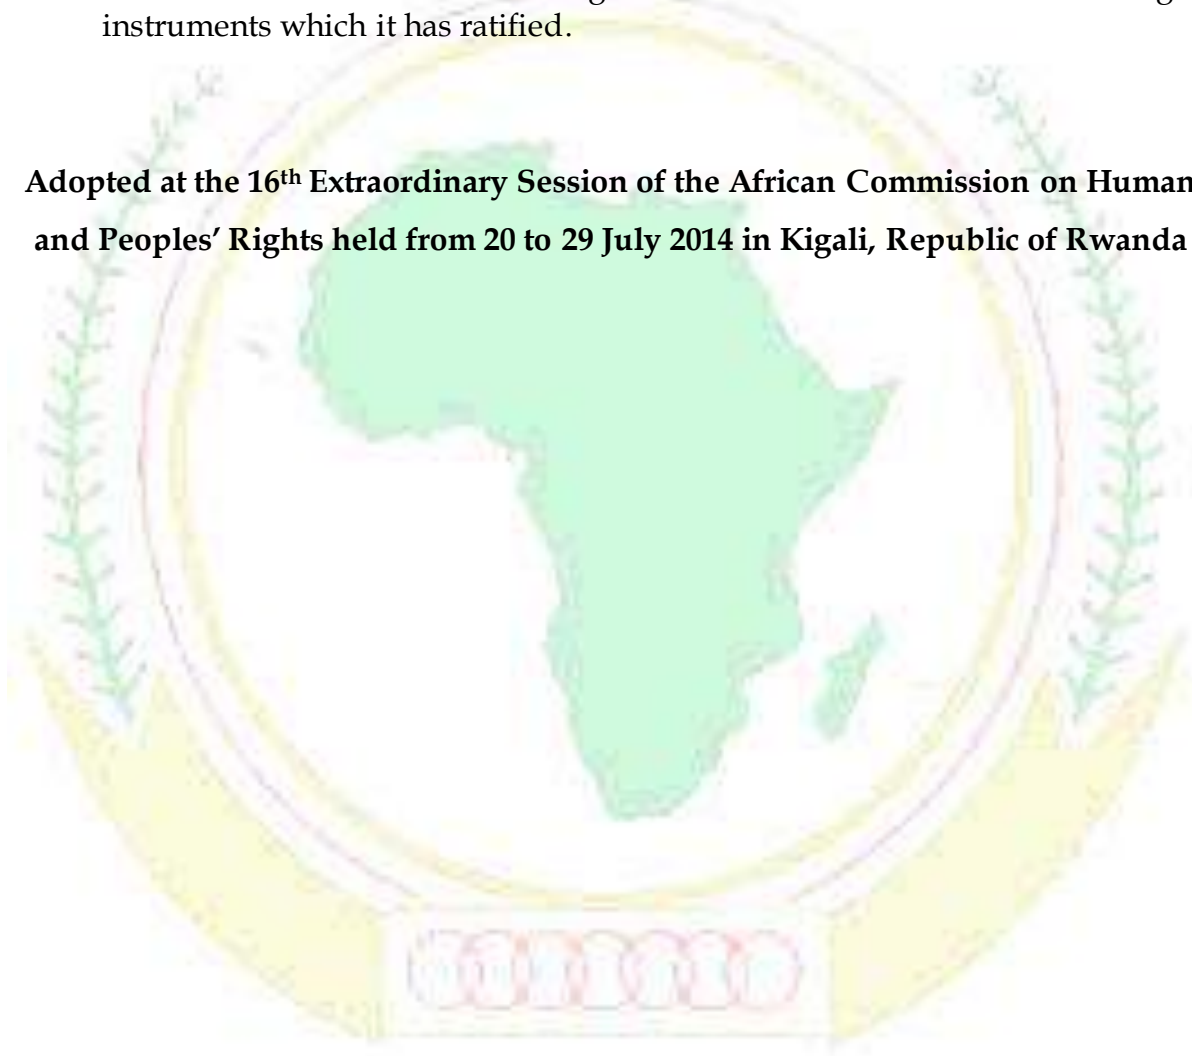 instruments which it has ratified.
Adopted at the 16th Extraordinary Session of the African Commission on Human
and Peoples’ Rights held from 20 to 29 July 2014 in Kigali, Republic of Rwanda